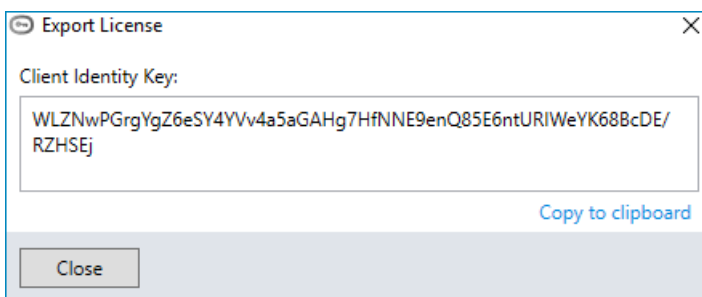 Export License
Client Identity Key:
WLZNwPGrgYgZ6eSY4YVv4a5aGAHg7HfNNE9enQ85E6ntURIWeYK68BcDE/
RZHSEj
Copy to clipboard
Close